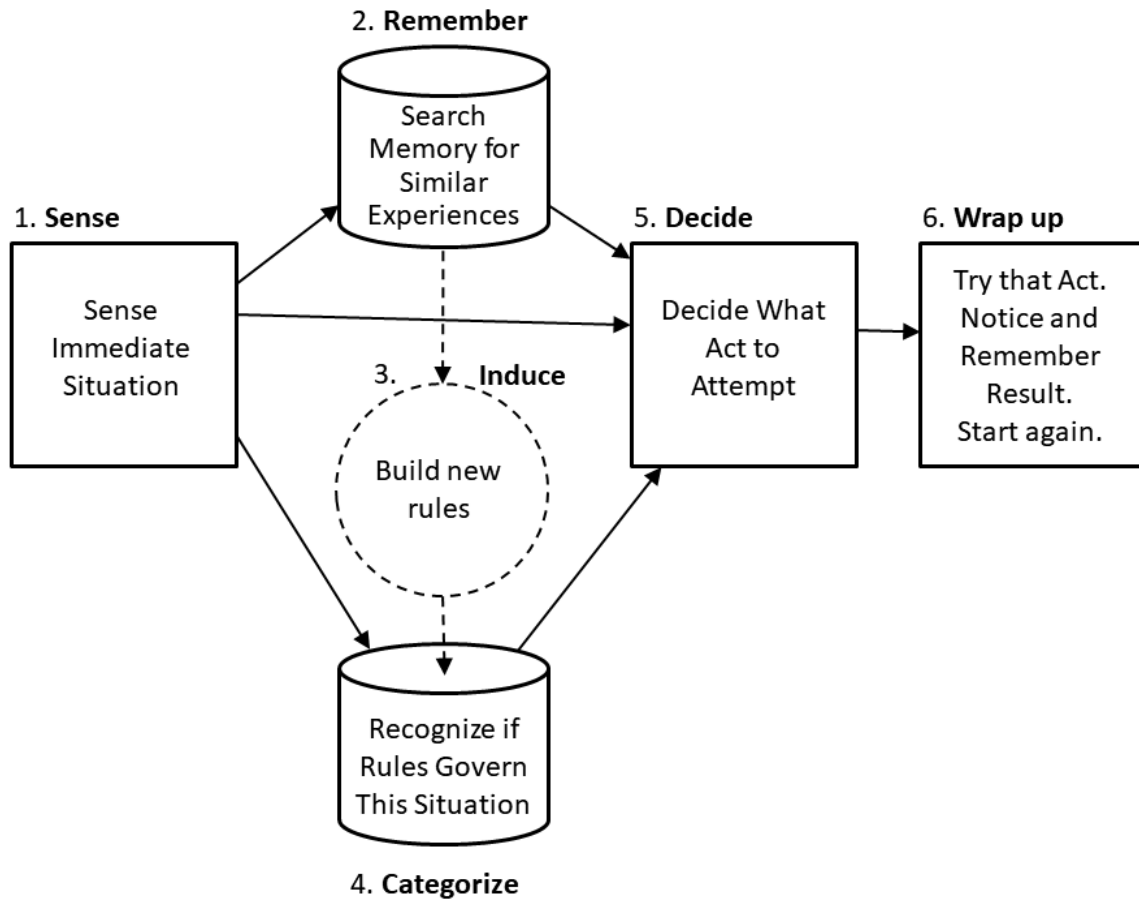 2. Remember
Search
Memory for
Similar
Experiences
1. Sense
Sense
Immediate
Situation
3. Induce
Build new
rules
4. Categorize
Recognize if
Rules Govern
This Situation
5. Decide
Decide What
Act to
Attempt
6. Wrap up
Try that Act.
Notice and
Remember
Result.
Start again.